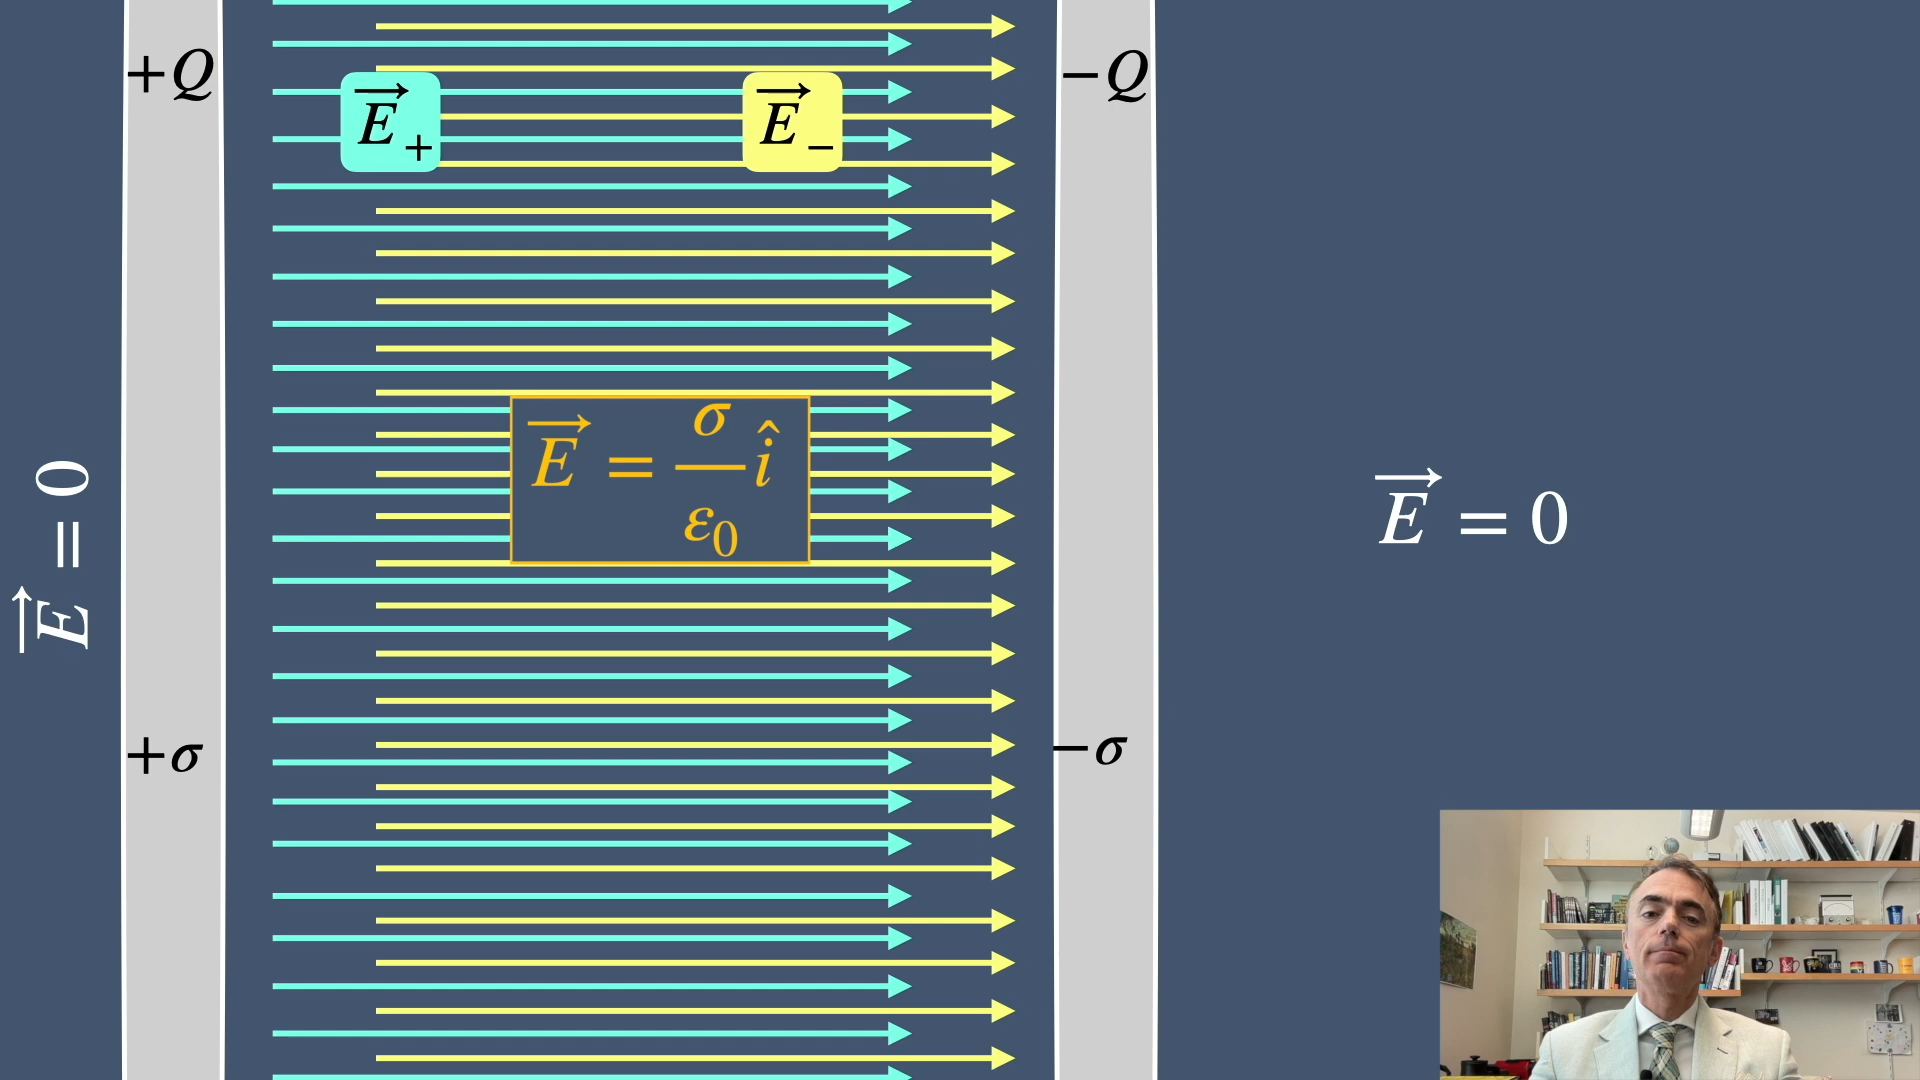 +Q
−Q
E⃗₊
E⃗₋
E⃗ = σ/ε₀ î
E⃗ = 0
E⃗ = 0
+σ
−σ